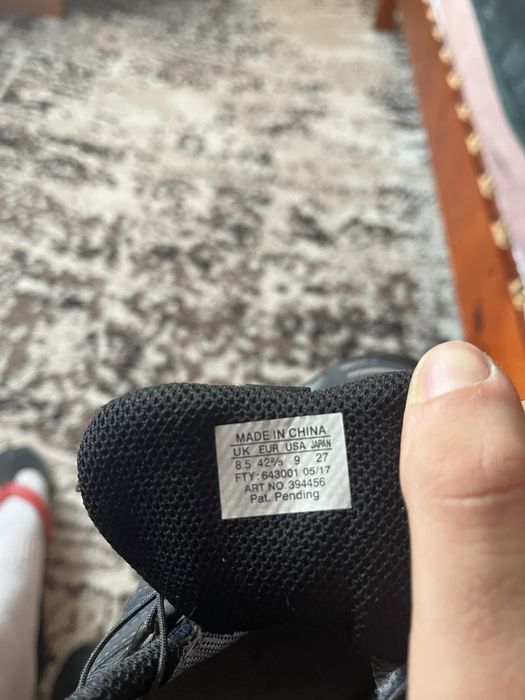 MADE IN CHINA
UK EUR USA JAPAN
8.5 42⅔ 9 27
FTY: 643001 05/17
ART NO. 394456
Pat. Pending